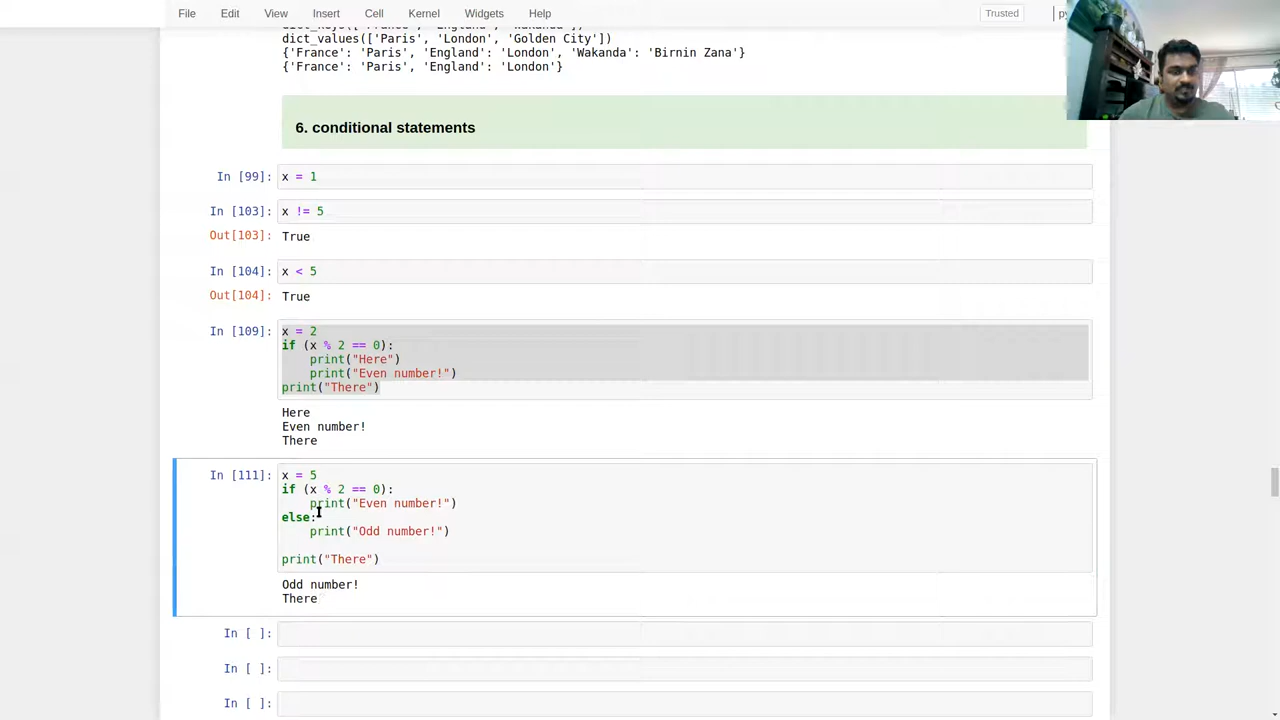 File Edit View Insert Cell Kernel Widgets Help Trusted
dict_values(['Paris', 'London', 'Golden City'])
{'France': 'Paris', 'England': 'London', 'Wakanda': 'Birnin Zana'}
{'France': 'Paris', 'England': 'London'}
6. conditional statements
In [99]: x = 1
In [103]: x != 5
Out[103]: True
In [104]: x < 5
Out[104]: True
In [109]: x = 2
if (x % 2 == 0):
    print("Here")
    print("Even number!")
print("There")
Here
Even number!
There
In [111]: x = 5
if (x % 2 == 0):
    print("Even number!")
else:
    print("Odd number!")
print("There")
Odd number!
There
In [ ]:
In [ ]:
In [ ]: